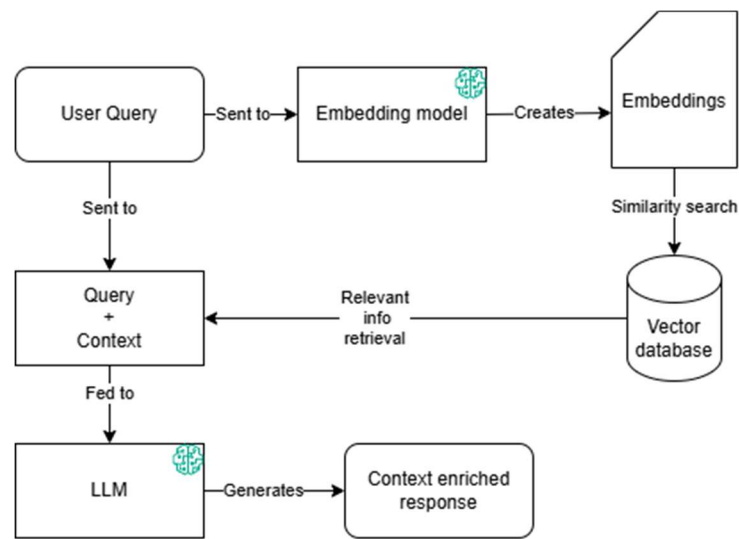 User Query
Sent to
Embedding model
Creates
Embeddings
Sent to
Similarity search
Query
+
Context
Relevant
info
retrieval
Vector
database
Fed to
LLM
Generates
Context enriched
response